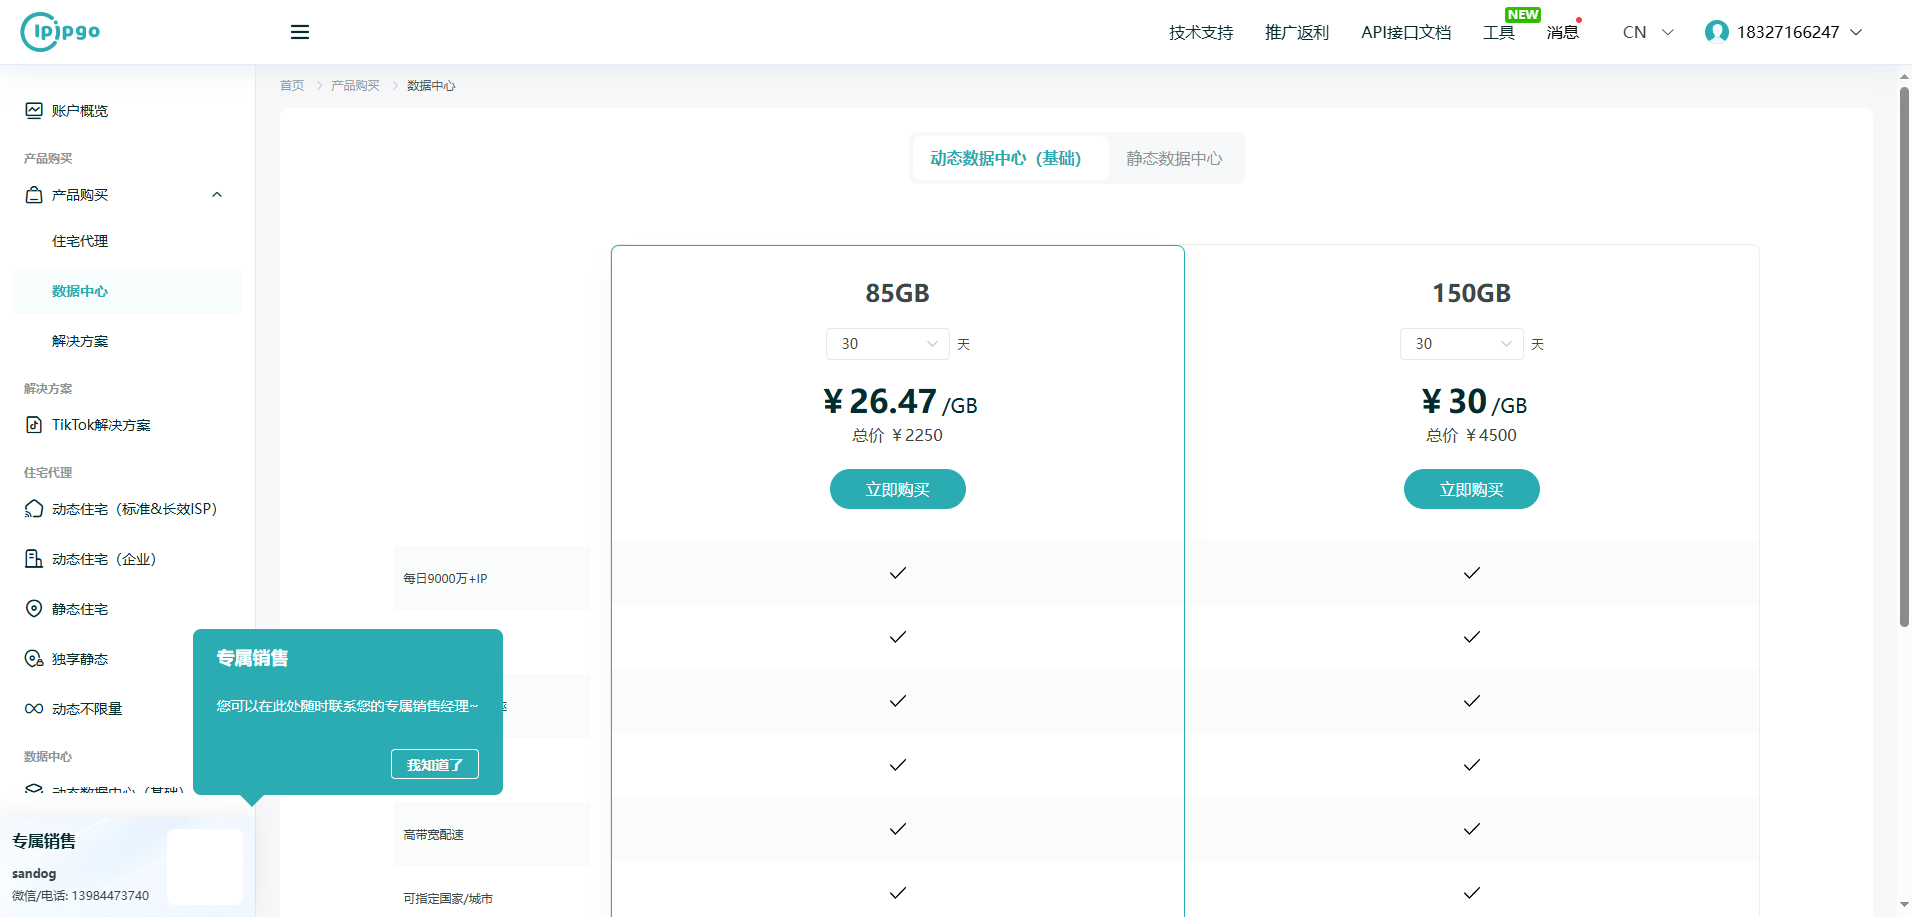 Ipipgo
技术支持
推广返利
API接口文档
工具
NEW
消息
CN
18327166247
首页
产品购买
数据中心
账户概览
产品购买
产品购买
住宅代理
数据中心
解决方案
解决方案
TikTok解决方案
住宅代理
动态住宅（标准&长效ISP）
动态住宅（企业）
静态住宅
独享静态
动态不限量
数据中心
动态数据中心（基础）
专属销售
sandog
微信/电话: 13984473740
专属销售
您可以在此处随时联系您的专属销售经理~
我知道了
动态数据中心（基础）
静态数据中心
85GB
30 天
￥26.47 /GB
总价 ￥2250
立即购买
150GB
30 天
￥30 /GB
总价 ￥4500
立即购买
每日9000万+IP
高带宽配速
可指定国家/城市